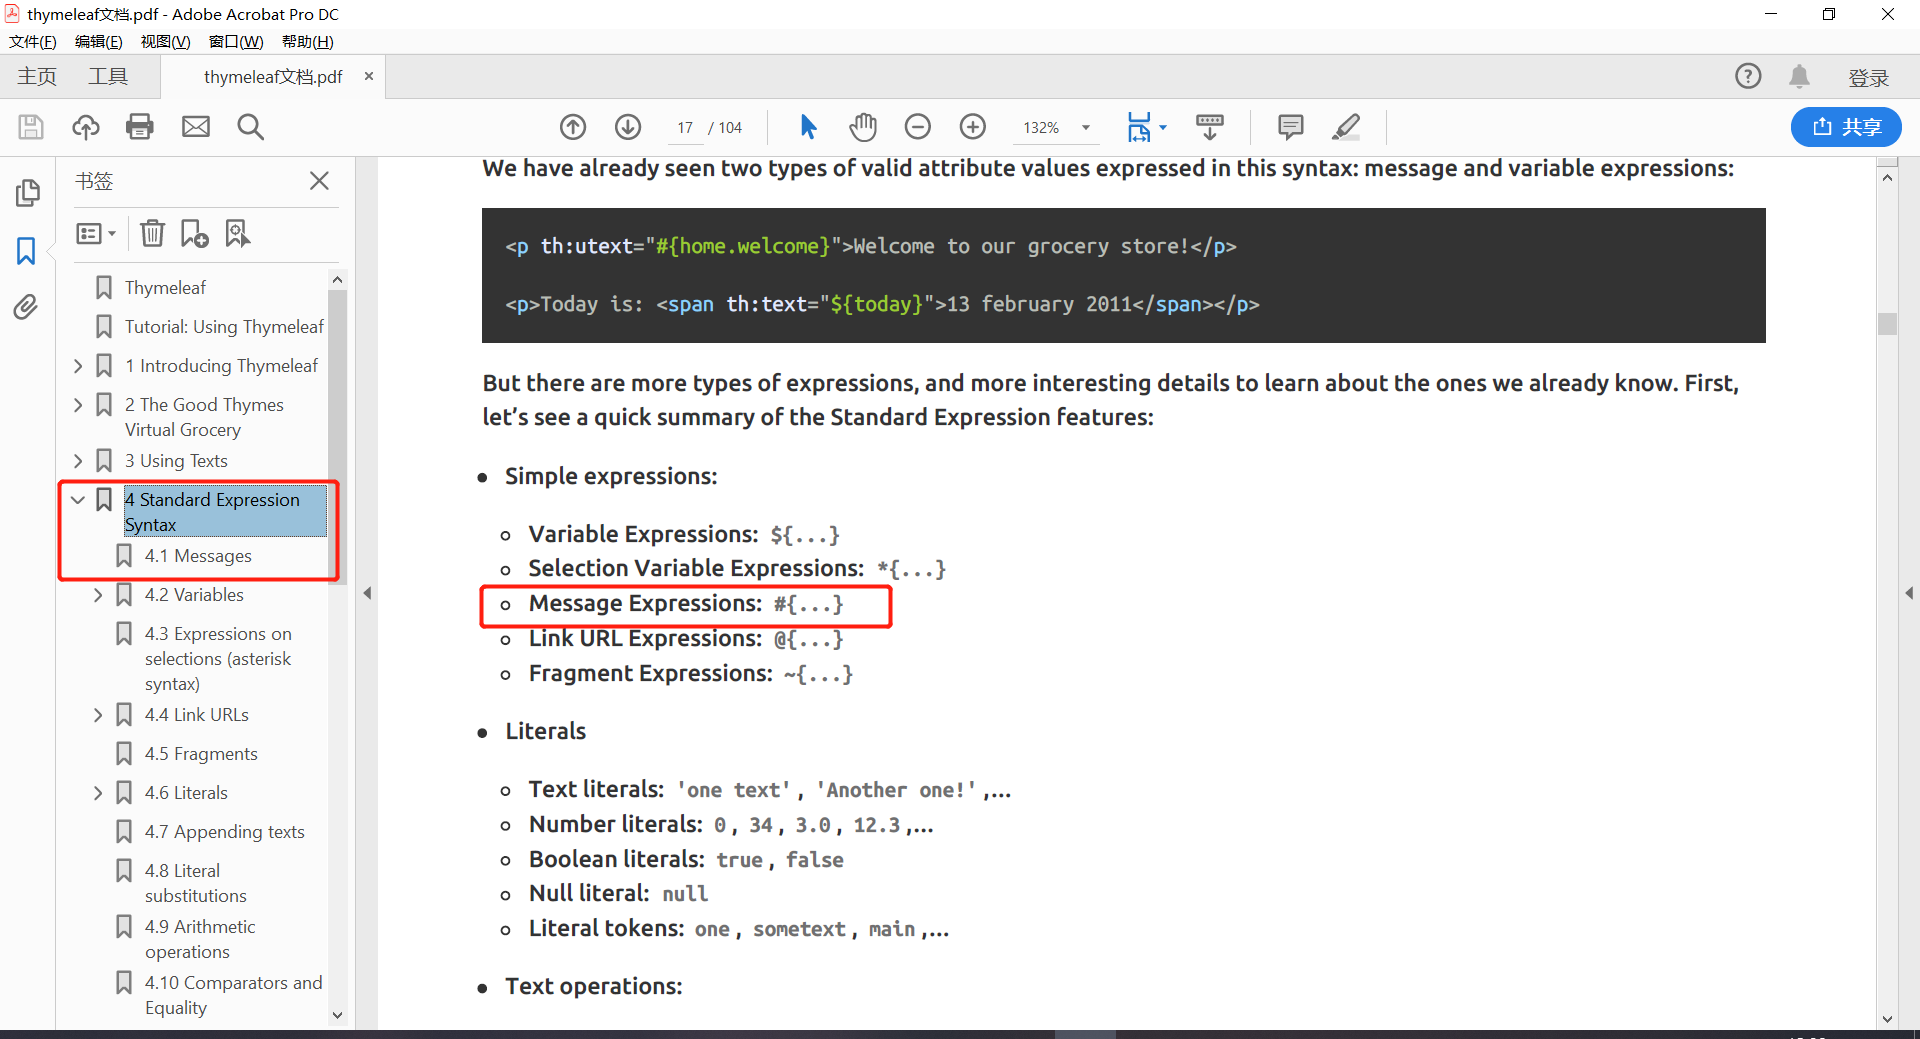 thymeleaf文档.pdf - Adobe Acrobat Pro DC
文件(F) 编辑(E) 视图(V) 窗口(W) 帮助(H)
主页 工具 thymeleaf文档.pdf × 登录
17 / 104 132% 共享
书签
Thymeleaf
Tutorial: Using Thymeleaf
1 Introducing Thymeleaf
2 The Good Thymes
Virtual Grocery
3 Using Texts
4 Standard Expression
Syntax
4.1 Messages
4.2 Variables
4.3 Expressions on
selections (asterisk
syntax)
4.4 Link URLs
4.5 Fragments
4.6 Literals
4.7 Appending texts
4.8 Literal
substitutions
4.9 Arithmetic
operations
4.10 Comparators and
Equality
We have already seen two types of valid attribute values expressed in this syntax: message and variable expressions:
<p th:utext="#{home.welcome}">Welcome to our grocery store!</p>
<p>Today is: <span th:text="${today}">13 february 2011</span></p>
But there are more types of expressions, and more interesting details to learn about the ones we already know. First,
let’s see a quick summary of the Standard Expression features:
• Simple expressions:
◦ Variable Expressions: ${...}
◦ Selection Variable Expressions: *{...}
◦ Message Expressions: #{...}
◦ Link URL Expressions: @{...}
◦ Fragment Expressions: ~{...}
• Literals
◦ Text literals: 'one text' , 'Another one!' ,…
◦ Number literals: 0 , 34 , 3.0 , 12.3 ,…
◦ Boolean literals: true , false
◦ Null literal: null
◦ Literal tokens: one , sometext , main ,…
• Text operations: